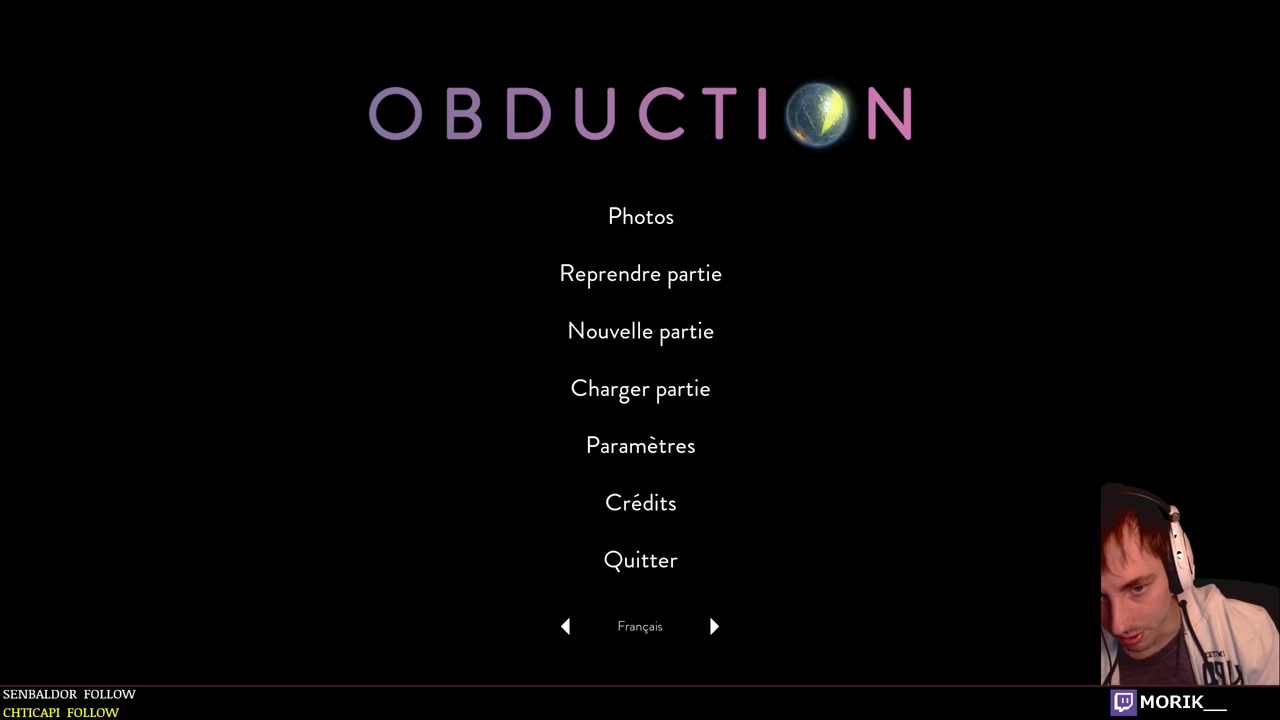 OBDUCTION
Photos
Reprendre partie
Nouvelle partie
Charger partie
Paramètres
Crédits
Quitter
Français
SENBALDOR FOLLOW
CHTICAPI FOLLOW
MORIK__